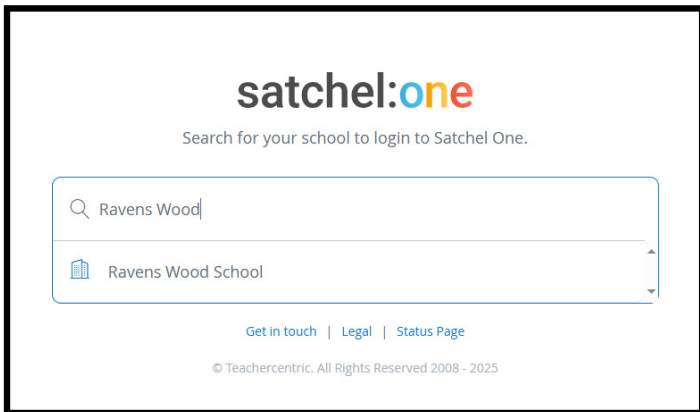 satchel:one
Search for your school to login to Satchel One.
Ravens Wood
Ravens Wood School
Get in touch | Legal | Status Page
© Teachercentric. All Rights Reserved 2008 - 2025